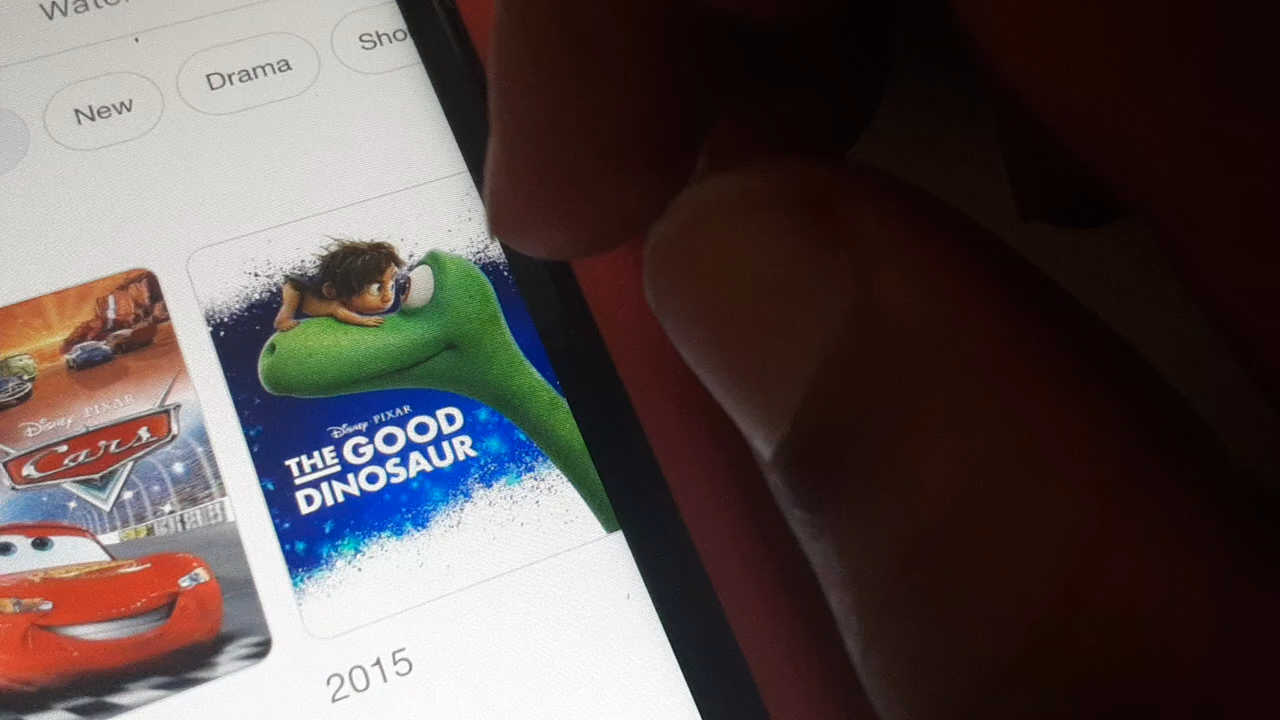 New
Drama
Disney PIXAR
Cars
Disney PIXAR
THE GOOD
DINOSAUR
2015